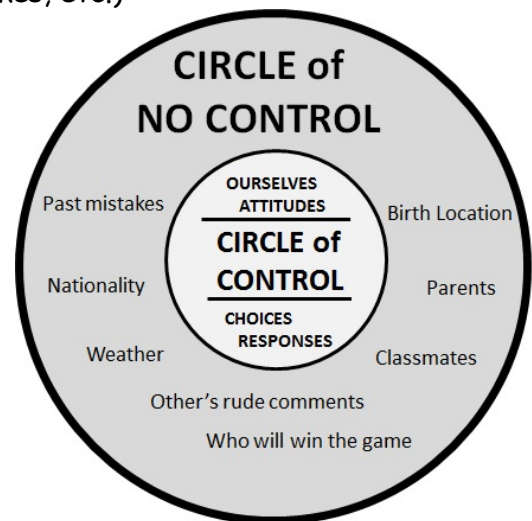 CIRCLE of
NO CONTROL
OURSELVES
ATTITUDES
CIRCLE of
CONTROL
CHOICES
RESPONSES
Past mistakes
Birth Location
Nationality
Parents
Weather
Classmates
Other's rude comments
Who will win the game